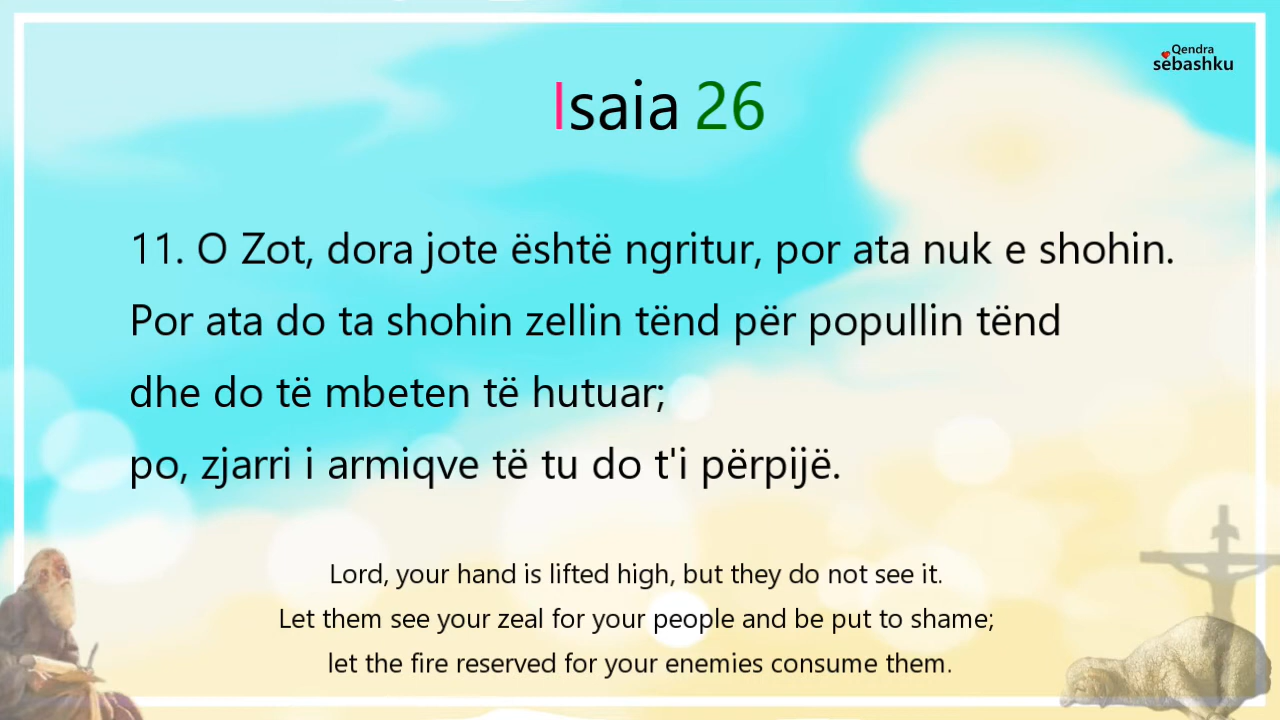 Qendra
sëbashku
Isaia 26
11. O Zot, dora jote është ngritur, por ata nuk e shohin.
Por ata do ta shohin zellin tënd për popullin tënd
dhe do të mbeten të hutuar;
po, zjarri i armiqve të tu do t'i përpijë.
Lord, your hand is lifted high, but they do not see it.
Let them see your zeal for your people and be put to shame;
let the fire reserved for your enemies consume them.